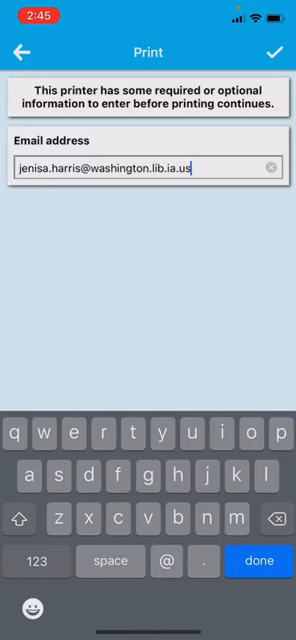 2:45
Print
This printer has some required or optional
information to enter before printing continues.
Email address
jenisa.harris@washington.lib.ia.us
q w e r t y u i o p
a s d f g h j k l
z x c v b n m
123 space @ . done